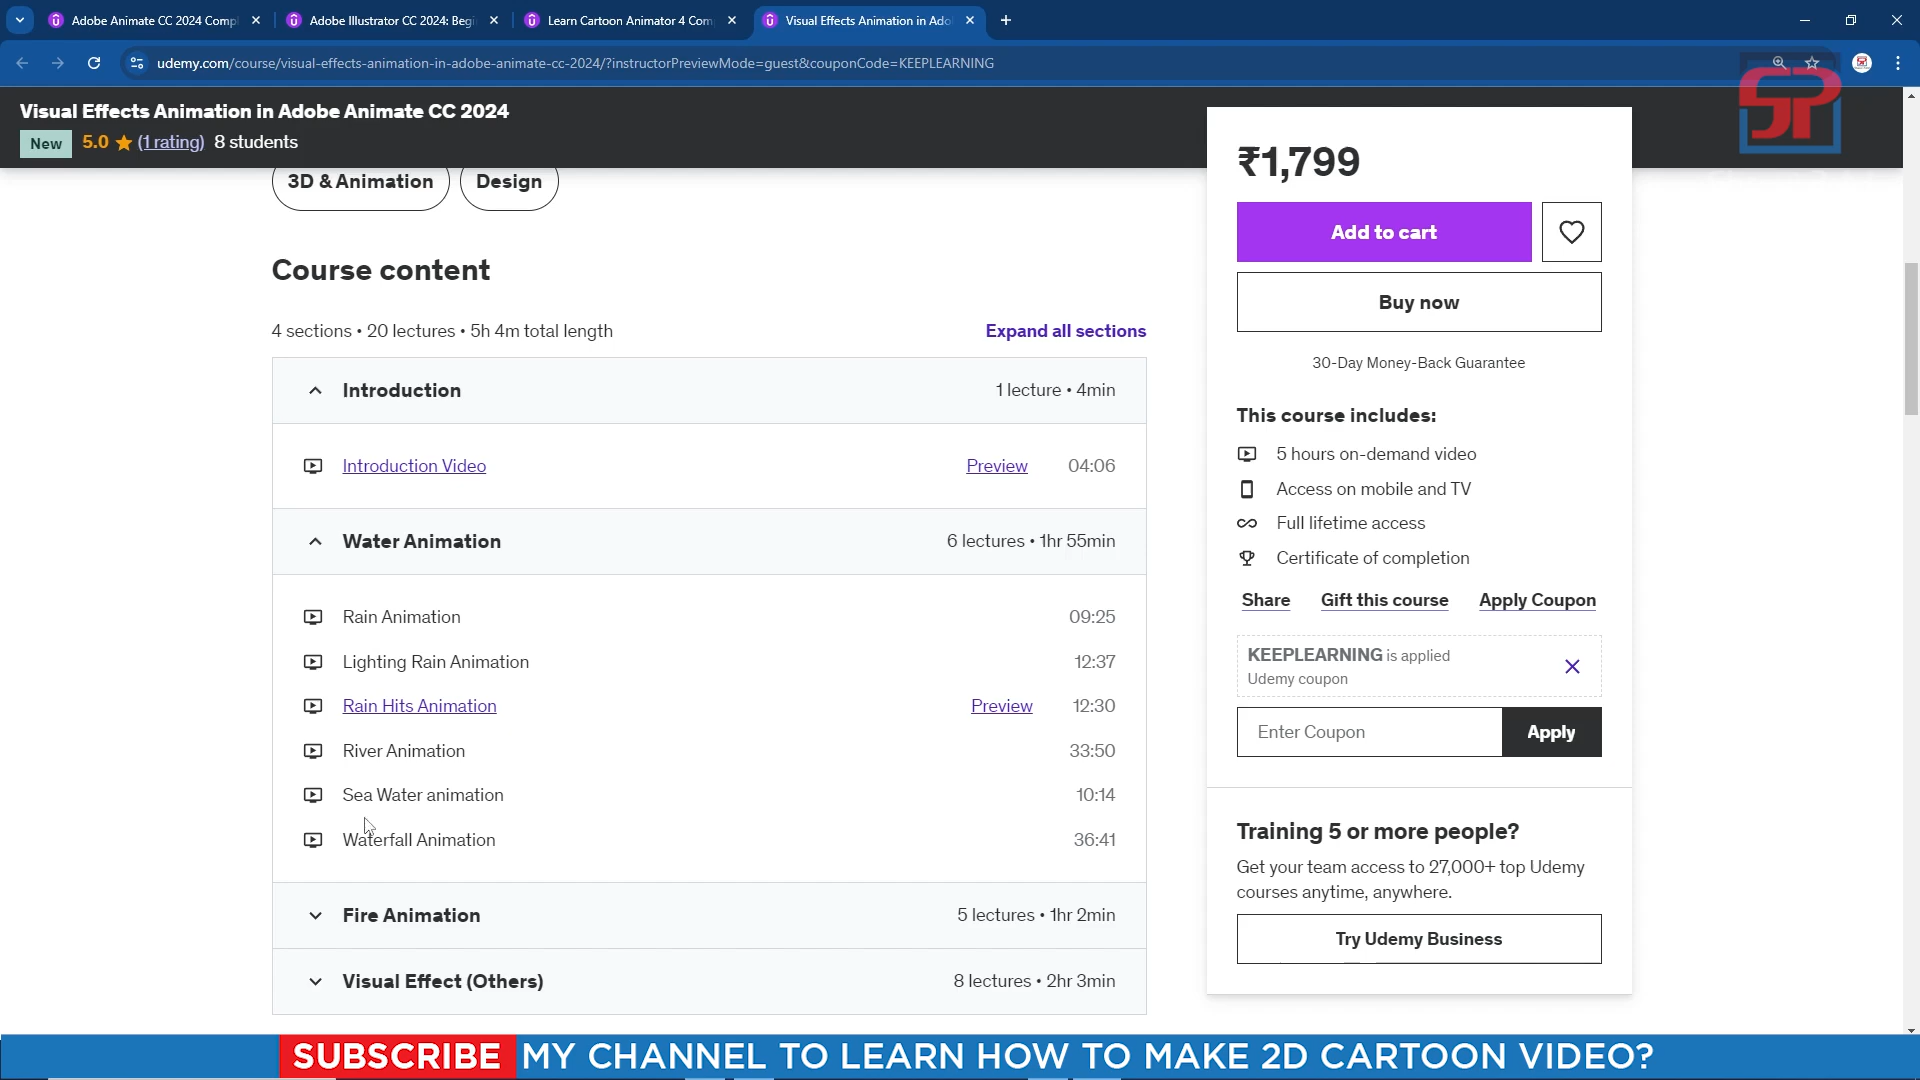 Adobe Animate CC 2024 Compl
Adobe Illustrator CC 2024: Begi
Learn Cartoon Animator 4 Com
Visual Effects Animation in Ado
udemy.com/course/visual-effects-animation-in-adobe-animate-cc-2024/?instructorPreviewMode=guest&couponCode=KEEPLEARNING
Visual Effects Animation in Adobe Animate CC 2024
New 5.0 (1 rating) 8 students
3D & Animation
Design
Course content
4 sections • 20 lectures • 5h 4m total length
Expand all sections
Introduction
1 lecture • 4min
Introduction Video
Preview
04:06
Water Animation
6 lectures • 1hr 55min
Rain Animation
09:25
Lighting Rain Animation
12:37
Rain Hits Animation
Preview
12:30
River Animation
33:50
Sea Water animation
10:14
Waterfall Animation
36:41
Fire Animation
5 lectures • 1hr 2min
Visual Effect (Others)
8 lectures • 2hr 3min
₹1,799
Add to cart
Buy now
30-Day Money-Back Guarantee
This course includes:
5 hours on-demand video
Access on mobile and TV
Full lifetime access
Certificate of completion
Share
Gift this course
Apply Coupon
KEEPLEARNING is applied
Udemy coupon
Enter Coupon
Apply
Training 5 or more people?
Get your team access to 27,000+ top Udemy
courses anytime, anywhere.
Try Udemy Business
SP
SUBSCRIBE MY CHANNEL TO LEARN HOW TO MAKE 2D CARTOON VIDEO?